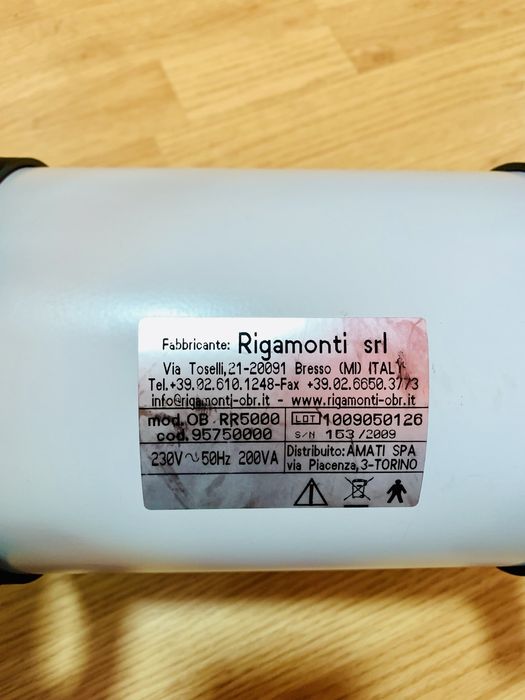 Fabbricante: Rigamonti srl
Via Toselli,21-20091 Bresso (MI) ITALY
Tel.+39.02.610.1248-Fax +39.02.6650.3773
info@rigamonti-obr.it - www.rigamonti-obr.it
mod. OB RR5000
cod. 95750000
LOT 1009050126
S/N 153/2009
230V ~ 50Hz 200VA
Distribuito: AMATI SPA
via Piacenza,3-TORINO